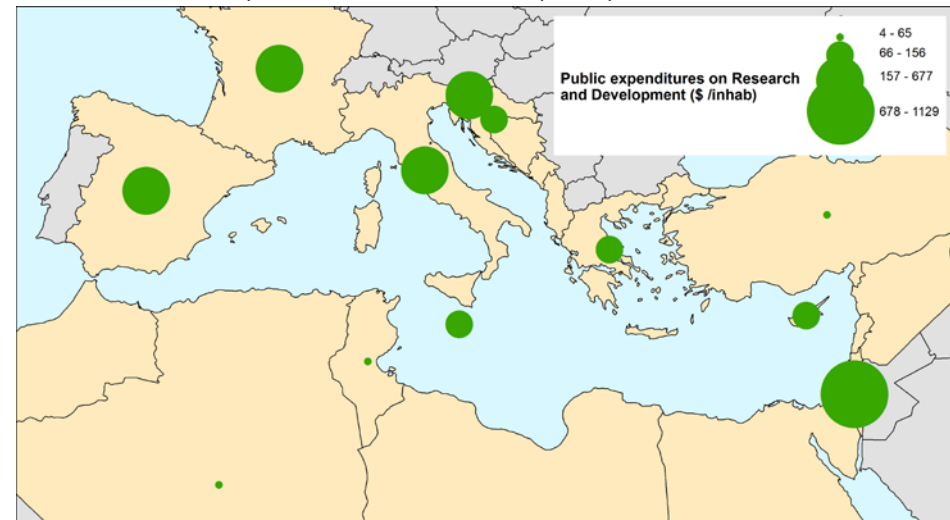 Public expenditures on Research
and Development ($ /inhab)
4 - 65
66 - 156
157 - 677
678 - 1129